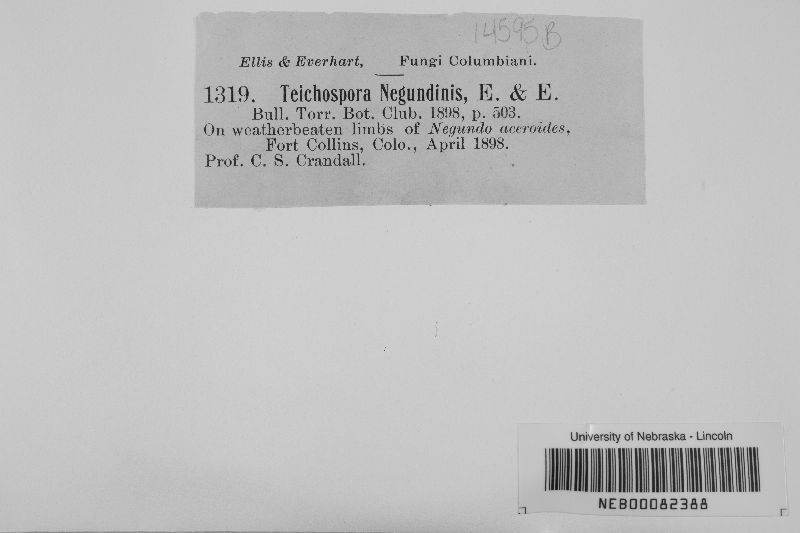 14595B
Ellis & Everhart, Fungi Columbiani.
1319. Teichospora Negundinis, E. & E.
Bull. Torr. Bot. Club. 1898, p. 503.
On weatherbeaten limbs of Negundo aceroides,
Fort Collins, Colo., April 1898.
Prof. C. S. Crandall.
University of Nebraska - Lincoln
NEB00082388